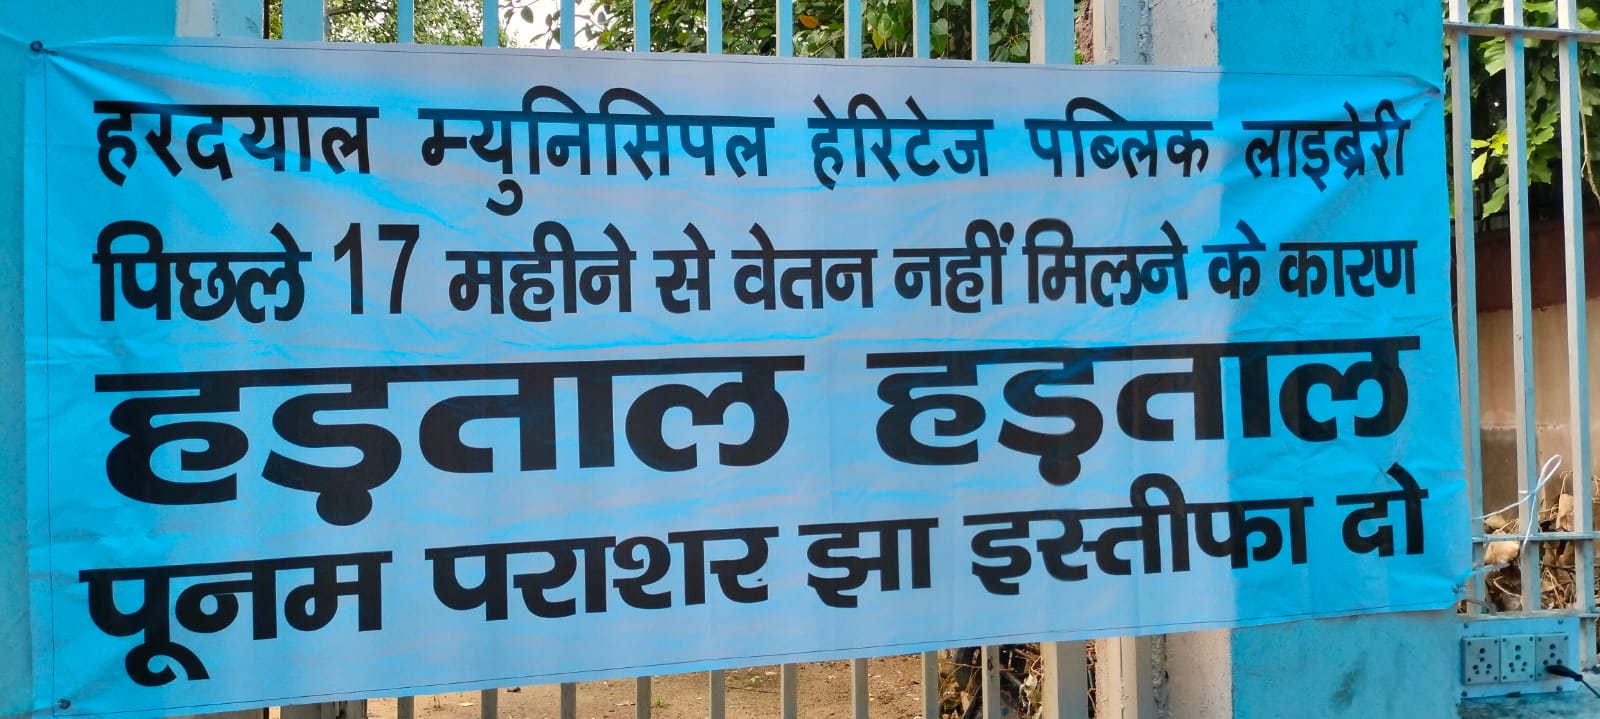 हरदयाल म्युनिसिपल हेरिटेज पब्लिक लाइब्रेरी
पिछले 17 महीने से वेतन नहीं मिलने के कारण
हड़ताल हड़ताल
पूनम पराशर झा इस्तीफा दो